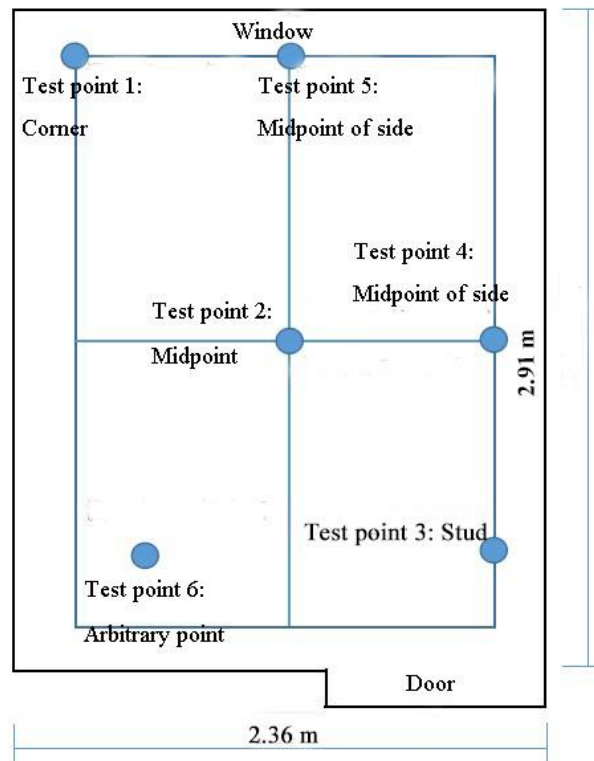 Window
Test point 1:
Corner
Test point 5:
Midpoint of side
Test point 4:
Midpoint of side
Test point 2:
Midpoint
2.91 m
Test point 3: Stud
Test point 6:
Arbitrary point
Door
2.36 m